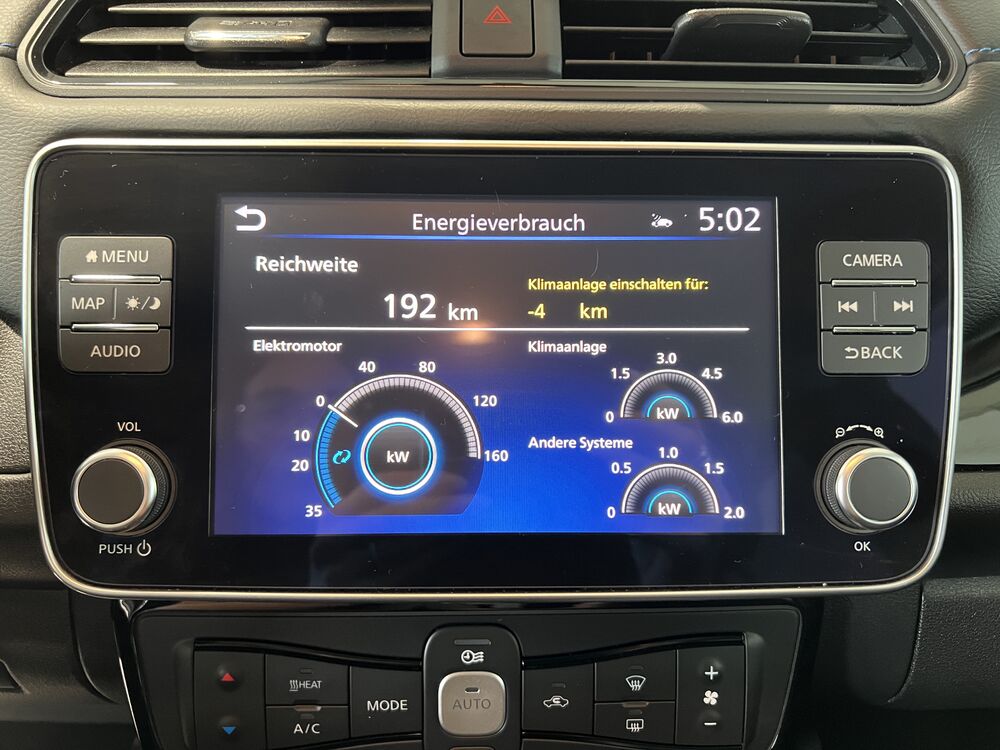 Energieverbrauch 5:02
MENU
MAP
AUDIO
CAMERA
BACK
Reichweite
192 km
Klimaanlage einschalten für:
-4 km
Elektromotor
0 40 80 120 160
10
20
35
kW
Klimaanlage
0 1.5 3.0 4.5 6.0
kW
Andere Systeme
0 0.5 1.0 1.5 2.0
kW
VOL
PUSH
OK
HEAT
A/C
MODE
AUTO
+
−